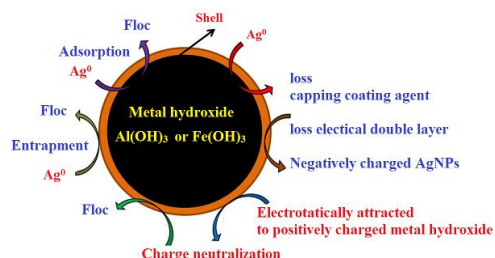 Shell
Floc
Ag⁰
Adsorption
Ag⁰
loss
capping coating agent
Floc
Metal hydroxide
Al(OH)₃ or Fe(OH)₃
loss electical double layer
Entrapment
Negatively charged AgNPs
Ag⁰
Floc
Electrotatically attracted
to positively charged metal hydroxide
Charge neutralization